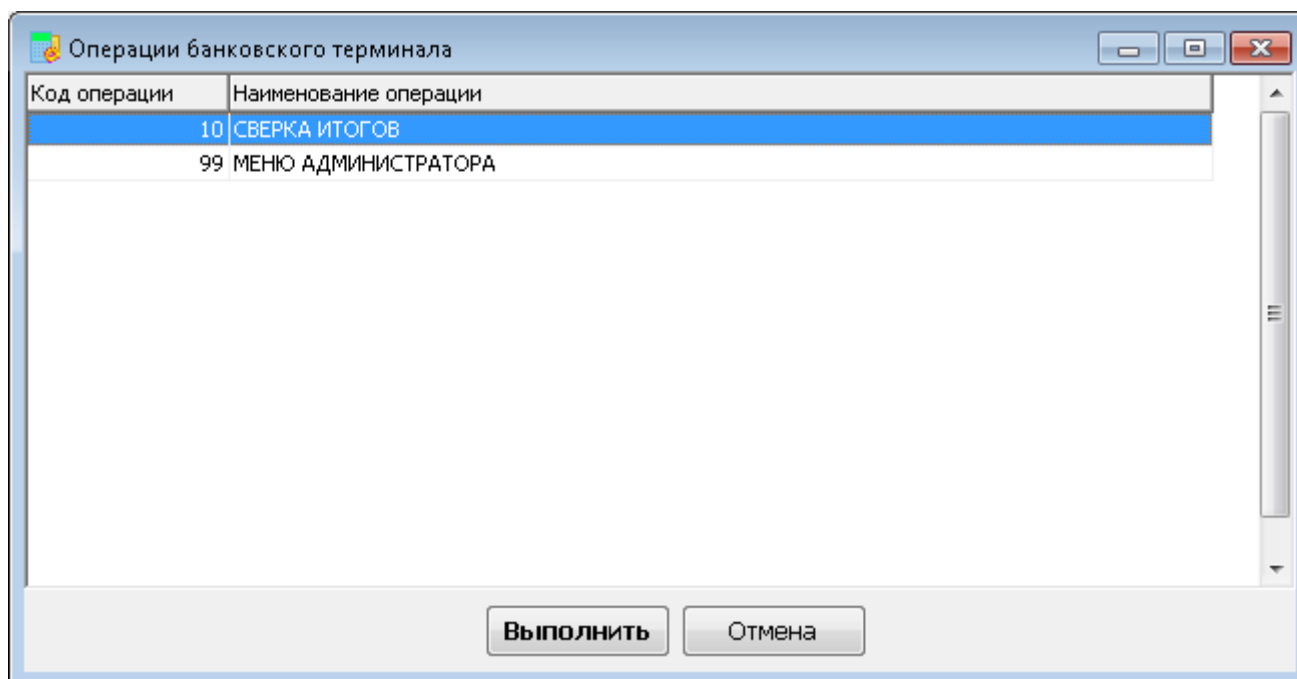 Операции банковского терминала
Код операции Наименование операции
10 СВЕРКА ИТОГОВ
99 МЕНЮ АДМИНИСТРАТОРА
Выполнить Отмена